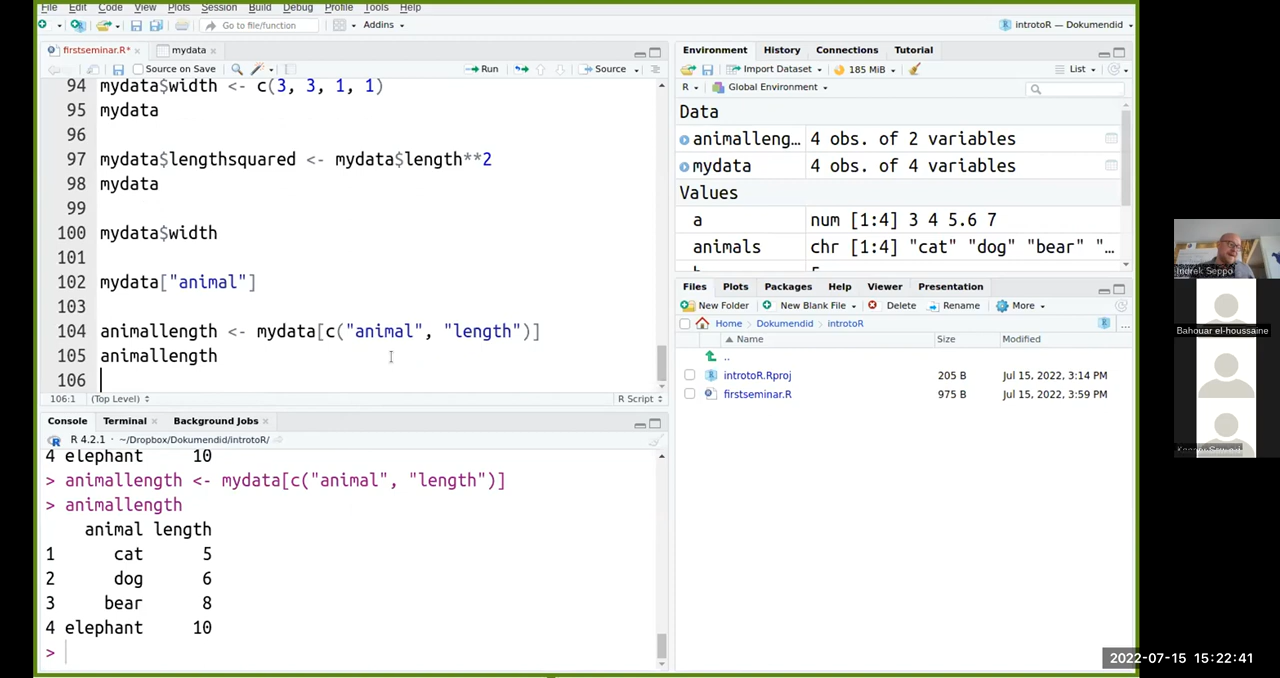 File Edit Code View Plots Session Build Debug Profile Tools Help
Go to file/function Addins introtoR — Dokumendid
firstseminar.R* mydata
Source on Save Run Source
94 mydata$width <- c(3, 3, 1, 1)
95 mydata
96
97 mydata$lengthsquared <- mydata$length**2
98 mydata
99
100 mydata$width
101
102 mydata["animal"]
103
104 animallength <- mydata[c("animal", "length")]
105 animallength
106
106:1 (Top Level) R Script
Console Terminal Background Jobs
R 4.2.1 · ~/Dropbox/Dokumendid/introtoR/
4 elephant 10
> animallength <- mydata[c("animal", "length")]
> animallength
animal length
1 cat 5
2 dog 6
3 bear 8
4 elephant 10
>
Environment History Connections Tutorial
Import Dataset 185 MiB List
R Global Environment
Data
animalleng… 4 obs. of 2 variables
mydata 4 obs. of 4 variables
Values
a num [1:4] 3 4 5.6 7
animals chr [1:4] "cat" "dog" "bear" "…
Files Plots Packages Help Viewer Presentation
New Folder New Blank File Delete Rename More
Home Dokumendid introtoR
Name Size Modified
..
introtoR.Rproj 205 B Jul 15, 2022, 3:14 PM
firstseminar.R 975 B Jul 15, 2022, 3:59 PM
Indrek Seppo
Bahouar el-houssaine
2022-07-15 15:22:41